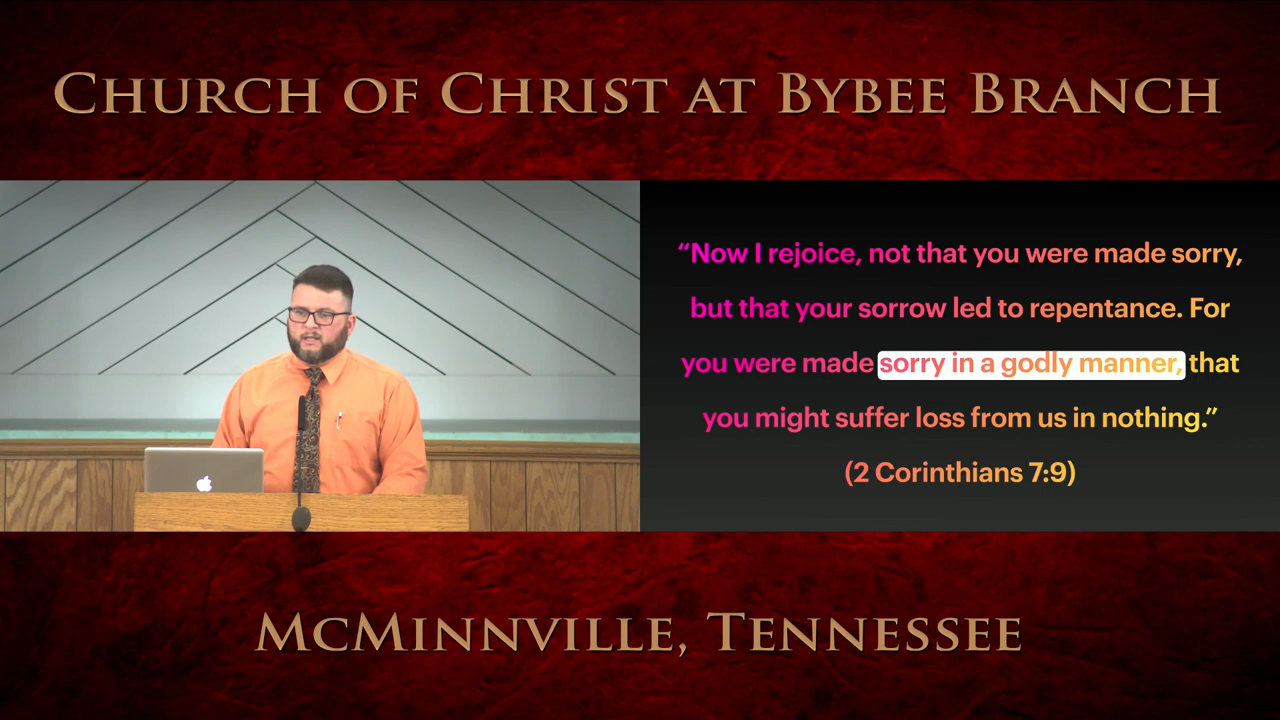 Church of Christ at Bybee Branch
“Now I rejoice, not that you were made sorry,
but that your sorrow led to repentance. For
you were made sorry in a godly manner, that
you might suffer loss from us in nothing.”
(2 Corinthians 7:9)
McMinnville, Tennessee